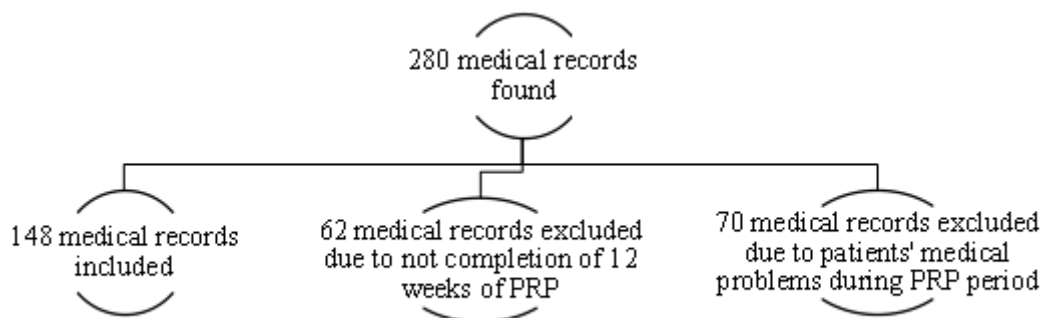 280 medical records
found
148 medical records
included
62 medical records excluded
due to not completion of 12
weeks of PRP
70 medical records excluded
due to patients' medical
problems during PRP period